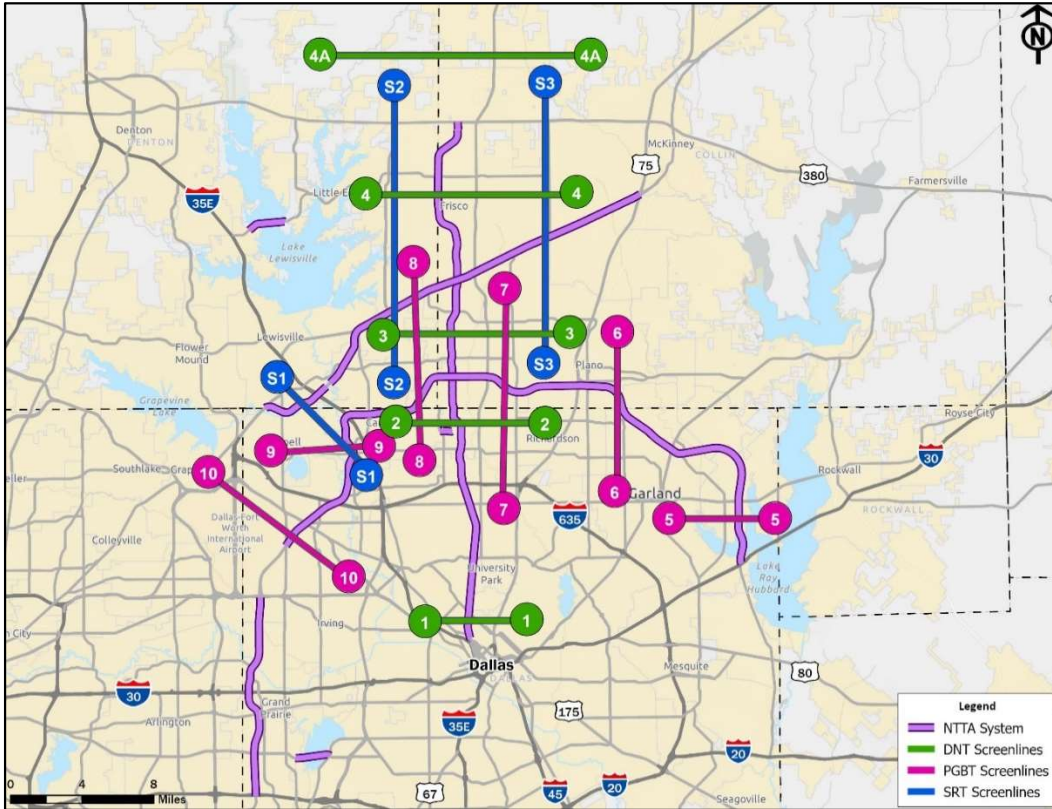 4A
4A
N
S2
S3
Denton
DENTON
McKinney
COLLIN
75
380
Farmersville
35E
Little E
4
4
Frisco
Lake
Lewisville
8
7
6
3
3
Lewisville
Flower
Mound
S1
S2
S3
Plano
Grapevine
Lake
2
2
Ca
Richardson
Royse City
9
9
ell
8
S1
10
Southlake
Grap
eller
Rockwall
30
ROCKWALL
6
Garland
7
635
5
5
Dallas-Fort
Worth
International
Airport
Colleyville
10
University
Park
Lake
Ray
Hubbard
Irving
1
1
n City
Dallas
DALLAS
Mesquite
80
30
Grand
Prairie
Arlington
35E
175
20
67
45
20
Seagoville
0
4
8
Miles
Legend
NTTA System
DNT Screenlines
PGBT Screenlines
SRT Screenlines